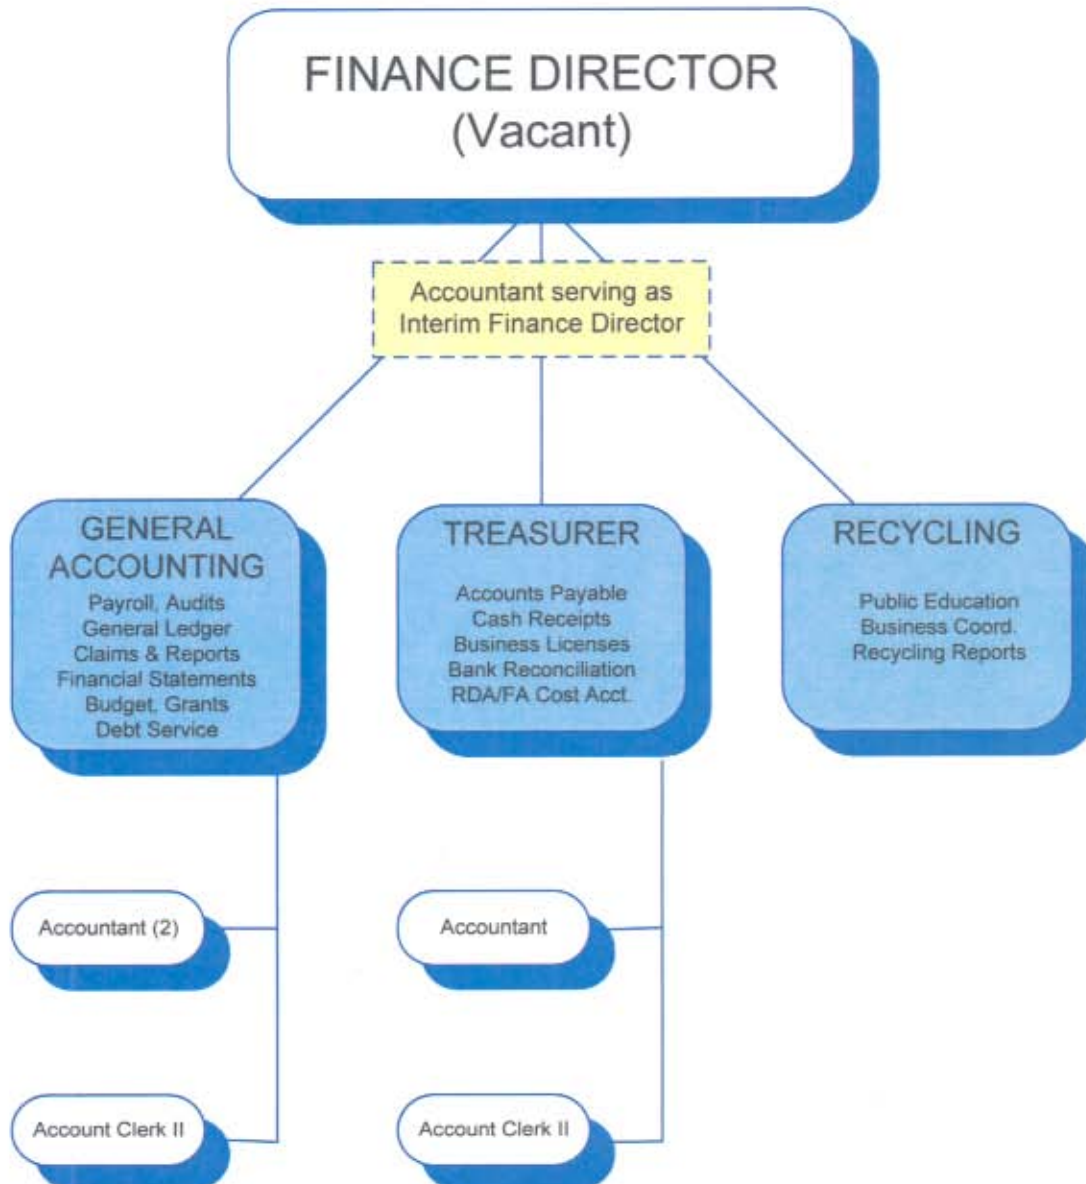 FINANCE DIRECTOR
(Vacant)
Accountant serving as
Interim Finance Director
GENERAL
ACCOUNTING
Payroll, Audits
General Ledger
Claims & Reports
Financial Statements
Budget, Grants
Debt Service
TREASURER
Accounts Payable
Cash Receipts
Business Licenses
Bank Reconciliation
RDA/FA Cost Acct.
RECYCLING
Public Education
Business Coord.
Recycling Reports
Accountant (2)
Accountant
Account Clerk II
Account Clerk II